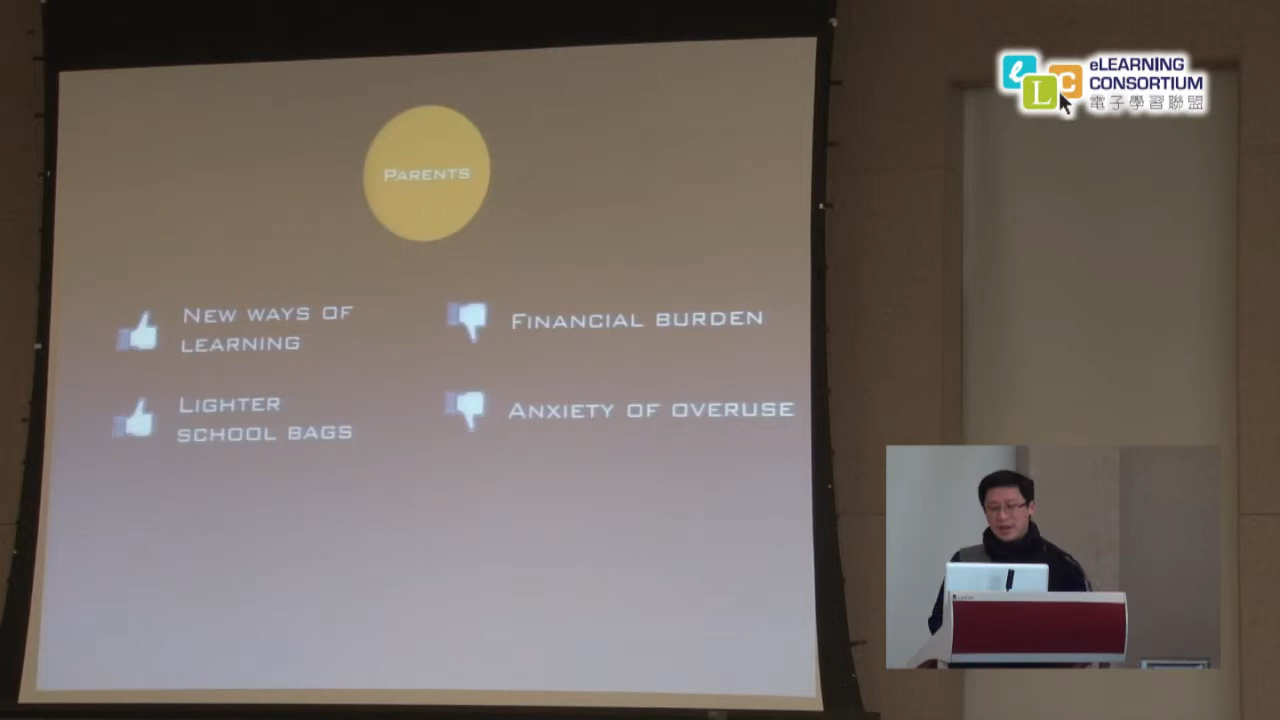 eLEARNING
CONSORTIUM
電子學習聯盟
e
L
C
PARENTS
NEW WAYS OF
LEARNING
LIGHTER
SCHOOL BAGS
FINANCIAL BURDEN
ANXIETY OF OVERUSE